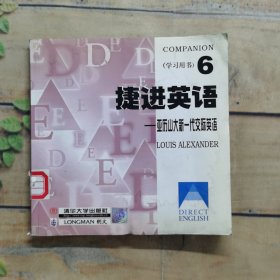 COMPANION
(学习用书) 6
捷进英语
——亚历山大新一代交际英语
LOUIS ALEXANDER
清华大学出版社
LONGMAN 朗文
DIRECT
ENGLISH